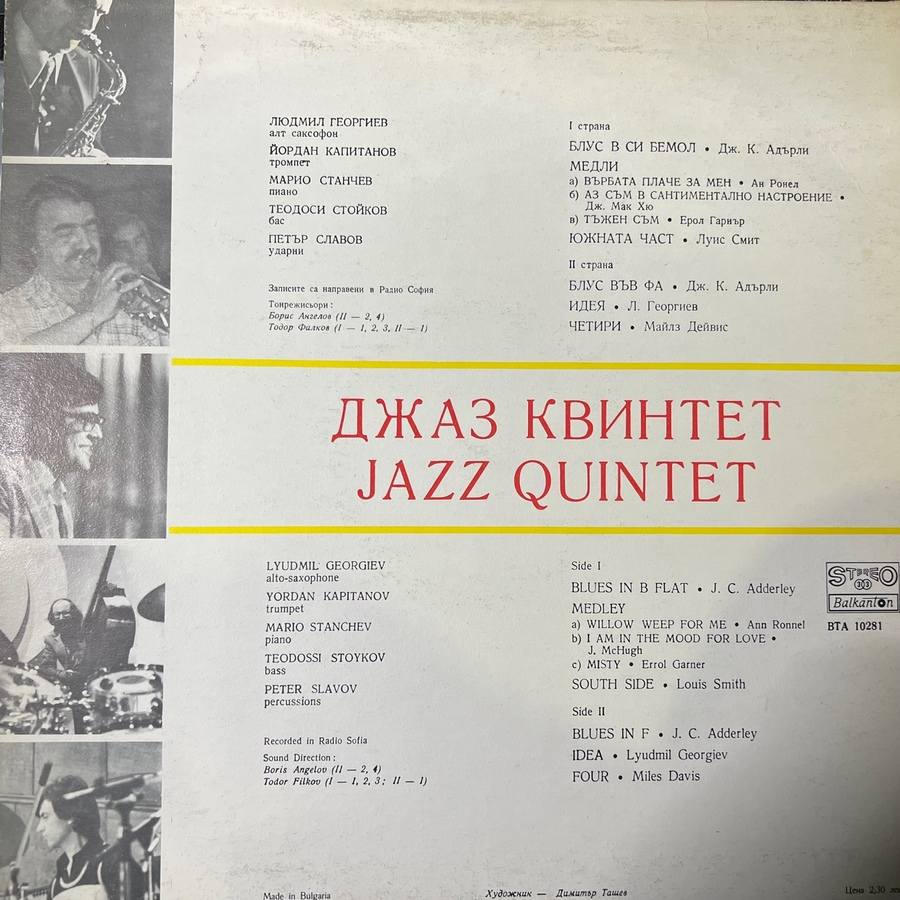 ЛЮДМИЛ ГЕОРГИЕВ
алт саксофон
ЙОРДАН КАПИТАНОВ
тромпет
МАРИО СТАНЧЕВ
пиано
ТЕОДОСИ СТОЙКОВ
бас
ПЕТЪР СЛАВОВ
ударни
Записите са направени в Радио София
Тонрежисьори:
Борис Ангелов (II — 2, 4)
Тодор Филков (I — 1, 2, 3, II — 1)
I страна
БЛУС В СИ БЕМОЛ • Дж. К. Адърли
МЕДЛИ
а) ВЪРБАТА ПЛАЧЕ ЗА МЕН • Ан Ронел
б) АЗ СЪМ В САНТИМЕНТАЛНО НАСТРОЕНИЕ •
Дж. Мак Хю
в) ТЪЖЕН СЪМ • Ерол Гарнър
ЮЖНАТА ЧАСТ • Луис Смит
II страна
БЛУС ВЪВ ФА • Дж. К. Адърли
ИДЕЯ • Л. Георгиев
ЧЕТИРИ • Майлз Дейвис
ДЖАЗ КВИНТЕТ
JAZZ QUINTET
LYUDMIL GEORGIEV
alto-saxophone
YORDAN KAPITANOV
trumpet
MARIO STANCHEV
piano
TEODOSSI STOYKOV
bass
PETER SLAVOV
percussions
Recorded in Radio Sofia
Sound Direction:
Boris Angelov (II — 2, 4)
Todor Filkov (I — 1, 2, 3; II — 1)
Side I
BLUES IN B FLAT • J. C. Adderley
MEDLEY
a) WILLOW WEEP FOR ME • Ann Ronnel
b) I AM IN THE MOOD FOR LOVE •
J. McHugh
c) MISTY • Errol Garner
SOUTH SIDE • Louis Smith
Side II
BLUES IN F • J. C. Adderley
IDEA • Lyudmil Georgiev
FOUR • Miles Davis
STEREO
33
Balkanton
BTA 10281
Made in Bulgaria
Художник — Димитър Ташев
Цена 2,30